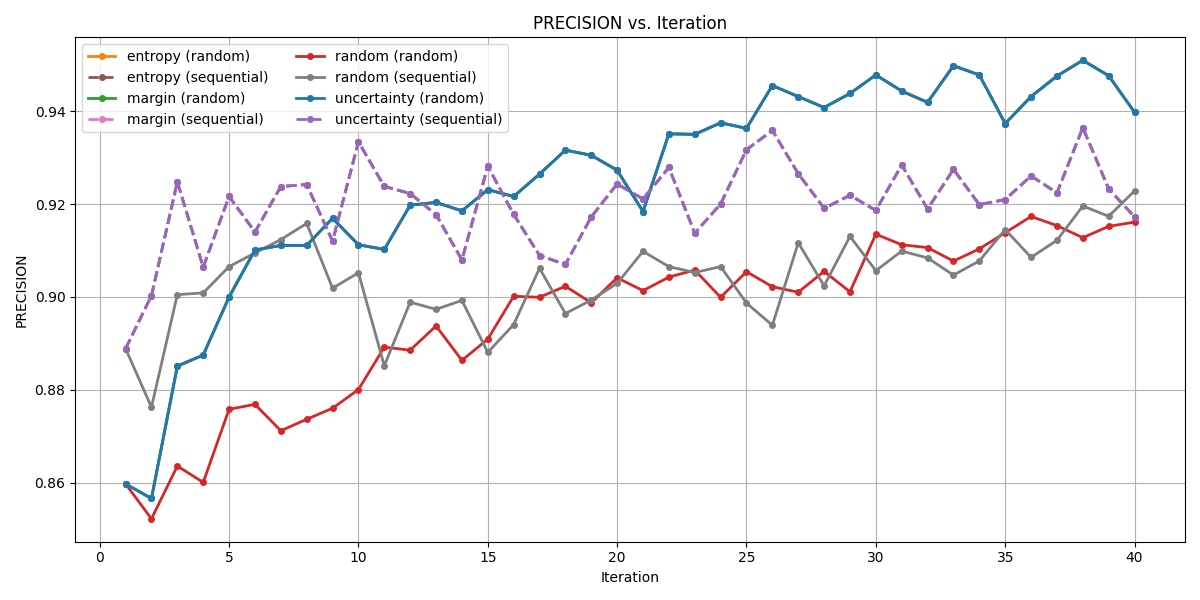 PRECISION vs. Iteration
entropy (random)
entropy (sequential)
margin (random)
margin (sequential)
random (random)
random (sequential)
uncertainty (random)
uncertainty (sequential)
PRECISION
0.94
0.92
0.90
0.88
0.86
0 5 10 15 20 25 30 35 40
Iteration